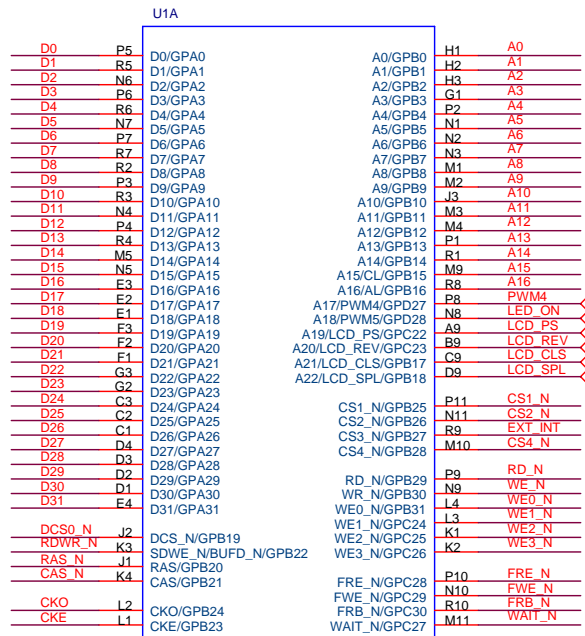 U1A
D0 P5 D0/GPA0 A0/GPB0 H1 A0
D1 R5 D1/GPA1 A1/GPB1 H2 A1
D2 N6 D2/GPA2 A2/GPB2 H3 A2
D3 P6 D3/GPA3 A3/GPB3 G1 A3
D4 R6 D4/GPA4 A4/GPB4 P2 A4
D5 N7 D5/GPA5 A5/GPB5 N1 A5
D6 P7 D6/GPA6 A6/GPB6 N2 A6
D7 R7 D7/GPA7 A7/GPB7 N3 A7
D8 R2 D8/GPA8 A8/GPB8 M1 A8
D9 P3 D9/GPA9 A9/GPB9 M2 A9
D10 R3 D10/GPA10 A10/GPB10 J3 A10
D11 N4 D11/GPA11 A11/GPB11 M3 A11
D12 P4 D12/GPA12 A12/GPB12 M4 A12
D13 R4 D13/GPA13 A13/GPB13 P1 A13
D14 M5 D14/GPA14 A14/GPB14 R1 A14
D15 N5 D15/GPA15 A15/CL/GPB15 M9 A15
D16 E3 D16/GPA16 A16/AL/GPB16 R8 A16
D17 E2 D17/GPA17 A17/PWM4/GPD27 P8 PWM4
D18 E1 D18/GPA18 A18/PWM5/GPD28 N8 LED_ON
D19 F3 D19/GPA19 A19/LCD_PS/GPC22 A9 LCD_PS
D20 F2 D20/GPA20 A20/LCD_REV/GPC23 B9 LCD_REV
D21 F1 D21/GPA21 A21/LCD_CLS/GPB17 C9 LCD_CLS
D22 G3 D22/GPA22 A22/LCD_SPL/GPB18 D9 LCD_SPL
D23 G2 D23/GPA23
D24 C3 D24/GPA24 CS1_N/GPB25 P11 CS1_N
D25 C2 D25/GPA25 CS2_N/GPB26 N11 CS2_N
D26 C1 D26/GPA26 CS3_N/GPB27 R9 EXT_INT
D27 D4 D27/GPA27 CS4_N/GPB28 M10 CS4_N
D28 D3 D28/GPA28
D29 D2 D29/GPA29 RD_N/GPB29 P9 RD_N
D30 D1 D30/GPA30 WR_N/GPB30 N9 WE_N
D31 E4 D31/GPA31 WE0_N/GPB31 L4 WE0_N
WE1_N/GPC24 L3 WE1_N
DCS0_N J2 DCS_N/GPB19 WE2_N/GPC25 K1 WE2_N
RDWR_N K3 SDWE_N/BUFD_N/GPB22 WE3_N/GPC26 K2 WE3_N
RAS_N J1 RAS/GPB20
CAS_N K4 CAS/GPB21 FRE_N/GPC28 P10 FRE_N
FWE_N/GPC29 N10 FWE_N
CKO L2 CKO/GPB24 FRB_N/GPC30 R10 FRB_N
CKE L1 CKE/GPB23 WAIT_N/GPC27 M11 WAIT_N